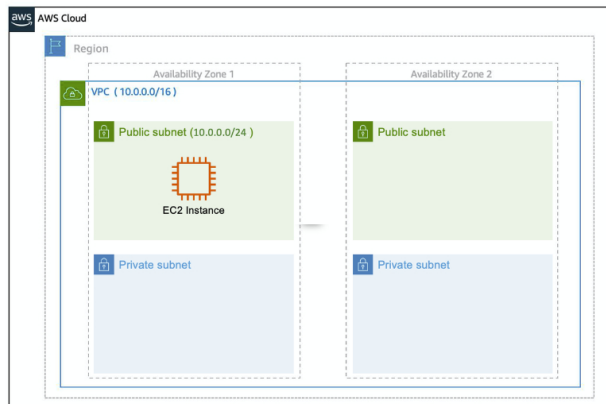 aws AWS Cloud
Region
Availability Zone 1
Availability Zone 2
VPC ( 10.0.0.0/16 )
Public subnet (10.0.0.0/24 )
Public subnet
EC2 Instance
Private subnet
Private subnet